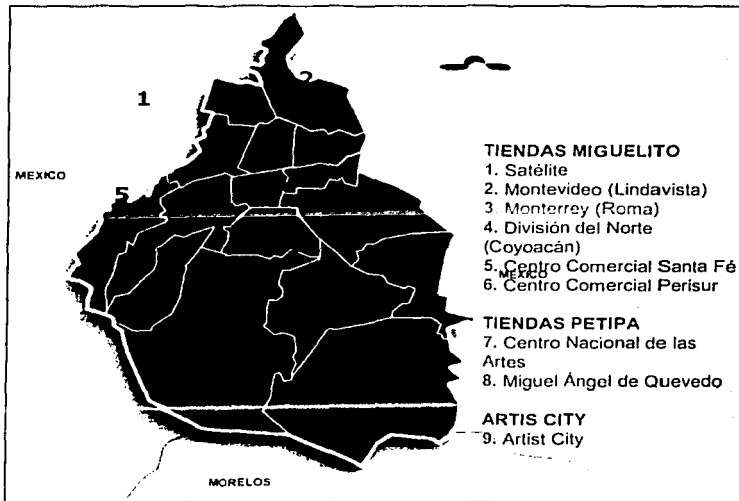 1
2
MEXICO
5
TIENDAS MIGUELITO
1. Satélite
2. Montevideo (Lindavista)
3. Monterrey (Roma)
4. División del Norte
(Coyoacán)
5. Centro Comercial Santa Fé
MEXICO
6. Centro Comercial Perisur
TIENDAS PETIPA
7. Centro Nacional de las
Artes
8. Miguel Ángel de Quevedo
ARTIS CITY
9. Artist City
MORELOS